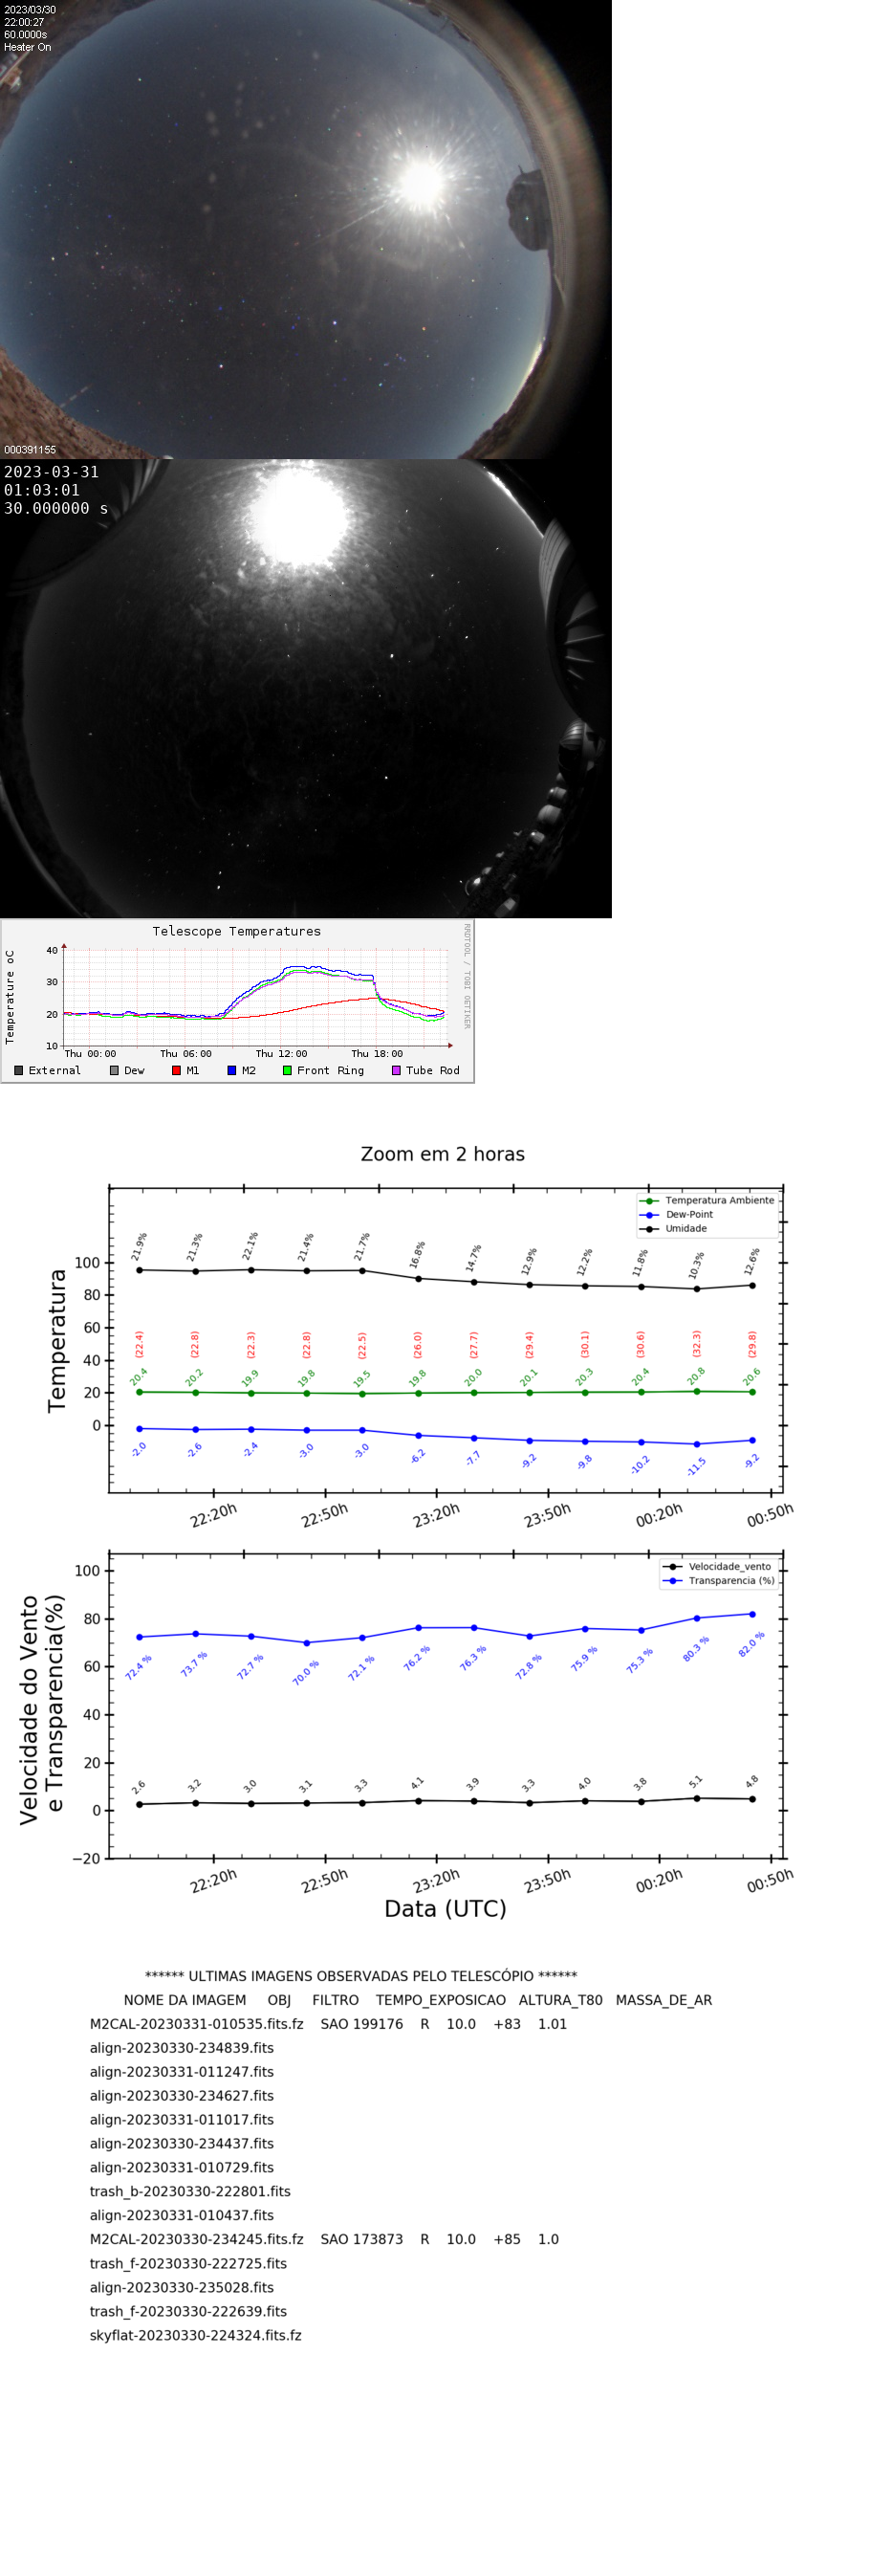 2023/03/30
22:00:27
60.0000s
Heater On
000391155
2023-03-31
01:03:01
30.000000 s
Telescope Temperatures
RRDTOOL / TOBI OETIKER
Temperature oC
40
30
20
10
Thu 00:00 Thu 06:00 Thu 12:00 Thu 18:00
External Dew M1 M2 Front Ring Tube Rod
Zoom em 2 horas
Temperatura Ambiente
Dew-Point
Umidade
Temperatura
100
80
60
40
20
0
21.9% 21.3% 22.1% 21.4% 21.7% 16.8% 14.7% 12.9% 12.2% 11.8% 10.3% 12.6%
(22.4) (22.8) (22.3) (22.8) (22.5) (26.0) (27.7) (29.4) (30.1) (30.6) (32.3) (29.8)
20.4 20.2 19.9 19.8 19.5 19.8 20.0 20.1 20.3 20.4 20.8 20.6
-2.0 -2.6 -2.4 -3.0 -3.0 -6.2 -7.7 -9.2 -9.8 -10.2 -11.5 -9.2
22:20h 22:50h 23:20h 23:50h 00:20h 00:50h
Velocidade_vento
Transparencia (%)
Velocidade do Vento
e Transparencia(%)
100
80
60
40
20
0
−20
72.4 % 73.7 % 72.7 % 70.0 % 72.1 % 76.2 % 76.3 % 72.8 % 75.9 % 75.3 % 80.3 % 82.0 %
2.6 3.2 3.0 3.1 3.3 4.1 3.9 3.3 4.0 3.8 5.1 4.8
22:20h 22:50h 23:20h 23:50h 00:20h 00:50h
Data (UTC)
****** ULTIMAS IMAGENS OBSERVADAS PELO TELESCÓPIO ******
NOME DA IMAGEM OBJ FILTRO TEMPO_EXPOSICAO ALTURA_T80 MASSA_DE_AR
M2CAL-20230331-010535.fits.fz SAO 199176 R 10.0 +83 1.01
align-20230330-234839.fits
align-20230331-011247.fits
align-20230330-234627.fits
align-20230331-011017.fits
align-20230330-234437.fits
align-20230331-010729.fits
trash_b-20230330-222801.fits
align-20230331-010437.fits
M2CAL-20230330-234245.fits.fz SAO 173873 R 10.0 +85 1.0
trash_f-20230330-222725.fits
align-20230330-235028.fits
trash_f-20230330-222639.fits
skyflat-20230330-224324.fits.fz